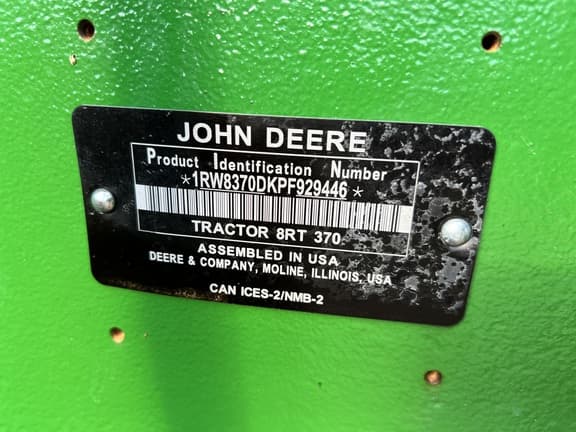 JOHN DEERE
Product Identification Number
*1RW8370DKPF929446*
TRACTOR 8RT 370
ASSEMBLED IN USA
DEERE & COMPANY, MOLINE, ILLINOIS, USA
CAN ICES-2/NMB-2